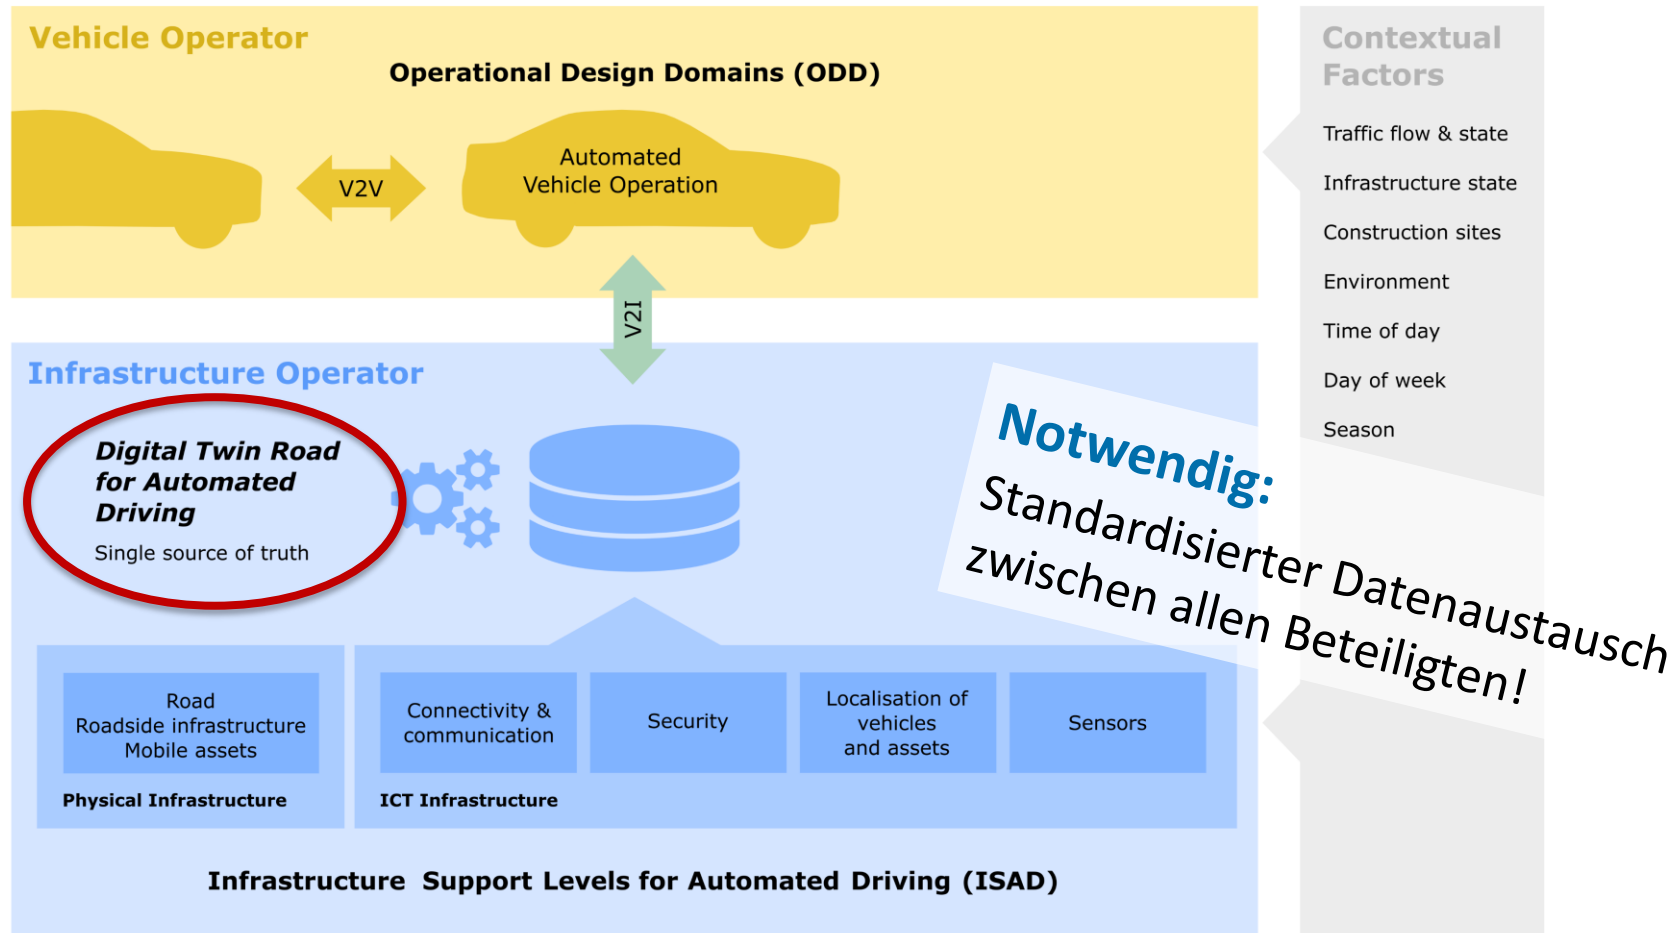 Vehicle Operator
Operational Design Domains (ODD)
V2V
Automated
Vehicle Operation
V2I
Contextual
Factors
Traffic flow & state
Infrastructure state
Construction sites
Environment
Time of day
Day of week
Season
Infrastructure Operator
Digital Twin Road
for Automated
Driving
Single source of truth
Notwendig:
Standardisierter Datenaustausch
zwischen allen Beteiligten!
Road
Roadside infrastructure
Mobile assets
Physical Infrastructure
Connectivity &
communication
Security
Localisation of
vehicles
and assets
Sensors
ICT Infrastructure
Infrastructure Support Levels for Automated Driving (ISAD)